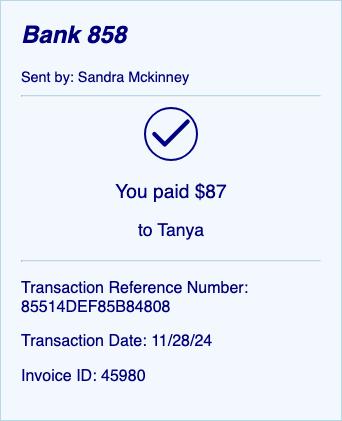 Bank 858
Sent by: Sandra Mckinney
You paid $87
to Tanya
Transaction Reference Number:
85514DEF85B84808
Transaction Date: 11/28/24
Invoice ID: 45980